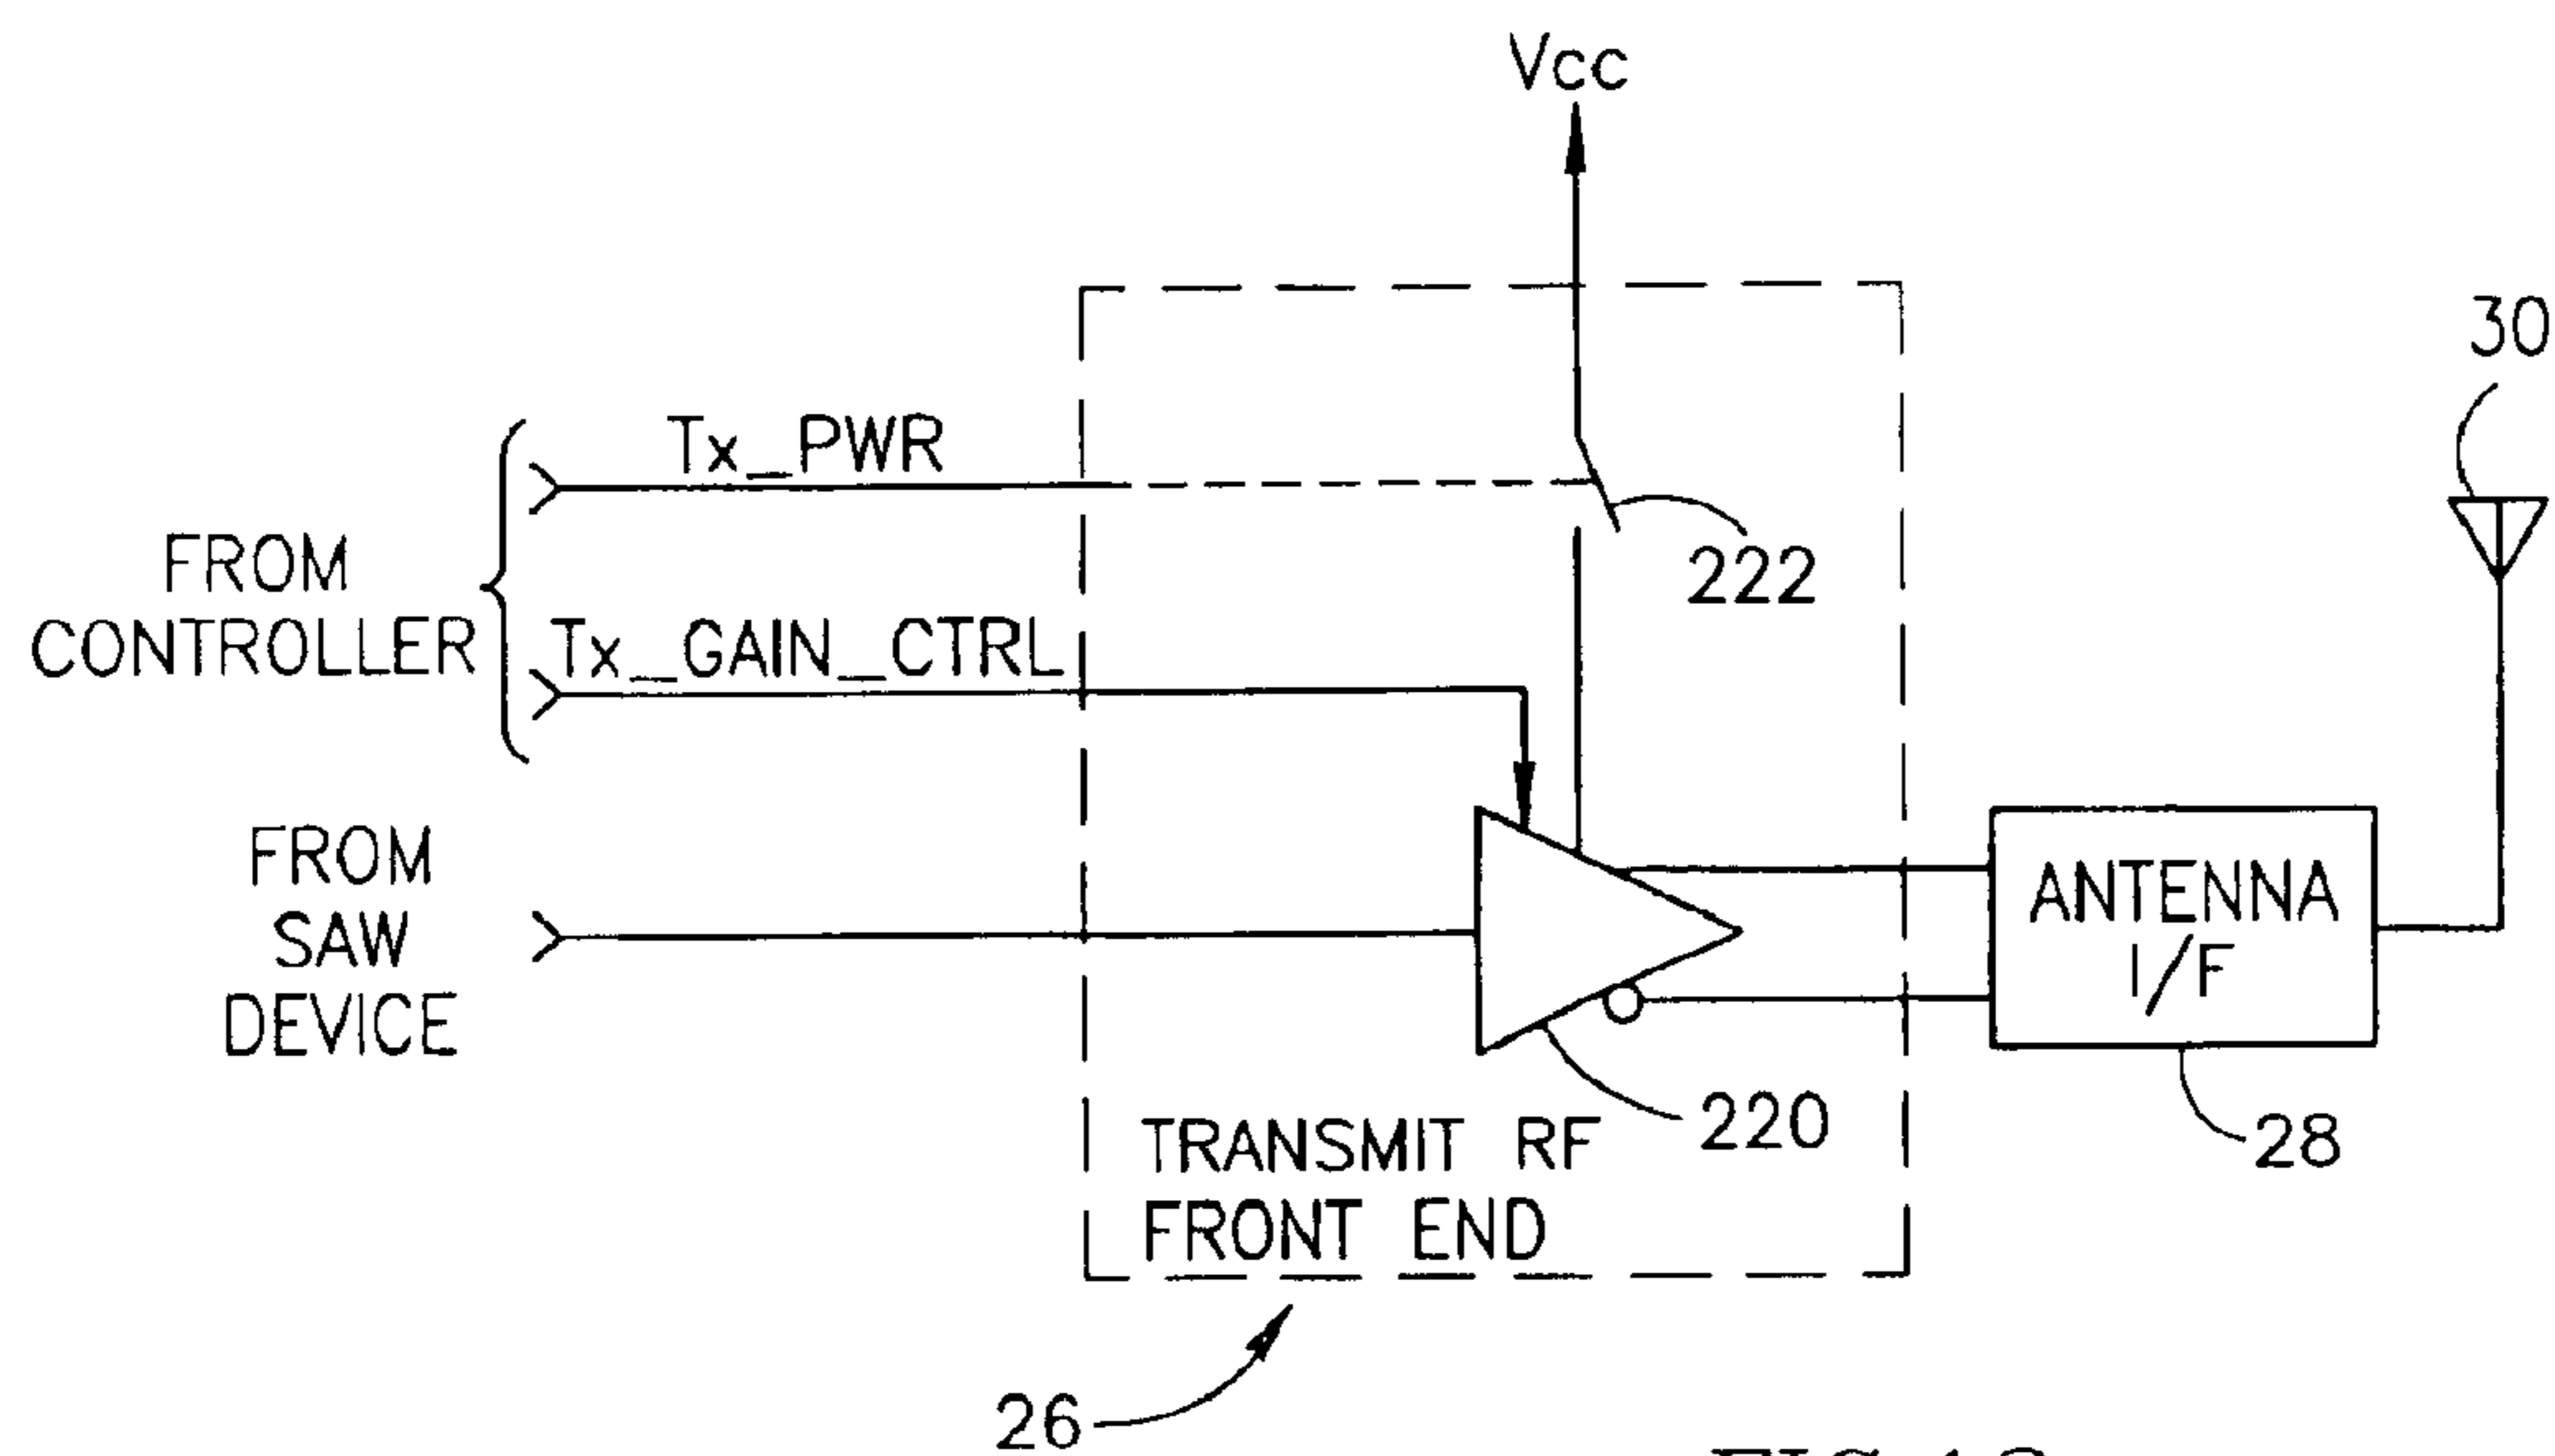 Vcc
30
Tx_PWR
222
FROM
CONTROLLER
Tx_GAIN_CTRL
FROM
SAW
DEVICE
ANTENNA
I/F
220
28
TRANSMIT RF
FRONT END
26